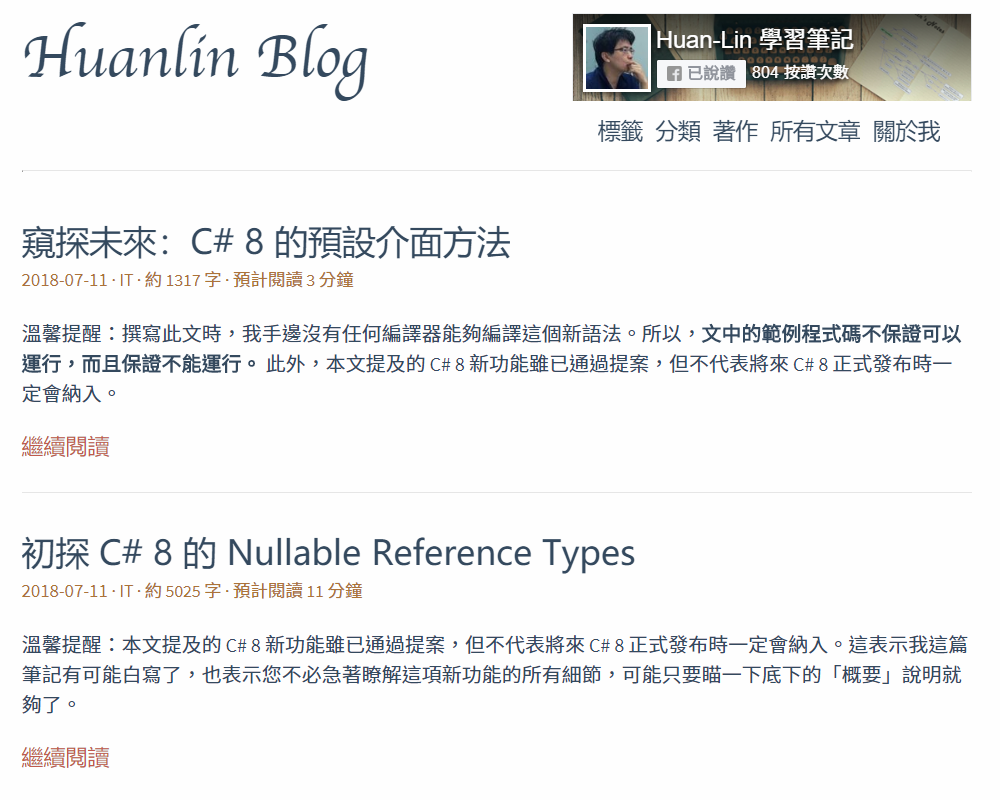 Huanlin Blog
Huan-Lin 學習筆記
已說讚 804 按讚次數
標籤 分類 著作 所有文章 關於我
窺探未來：C# 8 的預設介面方法
2018-07-11 · IT · 約 1317 字 · 預計閱讀 3 分鐘
溫馨提醒：撰寫此文時，我手邊沒有任何編譯器能夠編譯這個新語法。所以，文中的範例程式碼不保證可以
運行，而且保證不能運行。 此外，本文提及的 C# 8 新功能雖已通過提案，但不代表將來 C# 8 正式發布時一
定會納入。
繼續閱讀
初探 C# 8 的 Nullable Reference Types
2018-07-11 · IT · 約 5025 字 · 預計閱讀 11 分鐘
溫馨提醒：本文提及的 C# 8 新功能雖已通過提案，但不代表將來 C# 8 正式發布時一定會納入。這表示我這篇
筆記有可能白寫了，也表示您不必急著瞭解這項新功能的所有細節，可能只要瞄一下底下的「概要」說明就
夠了。
繼續閱讀